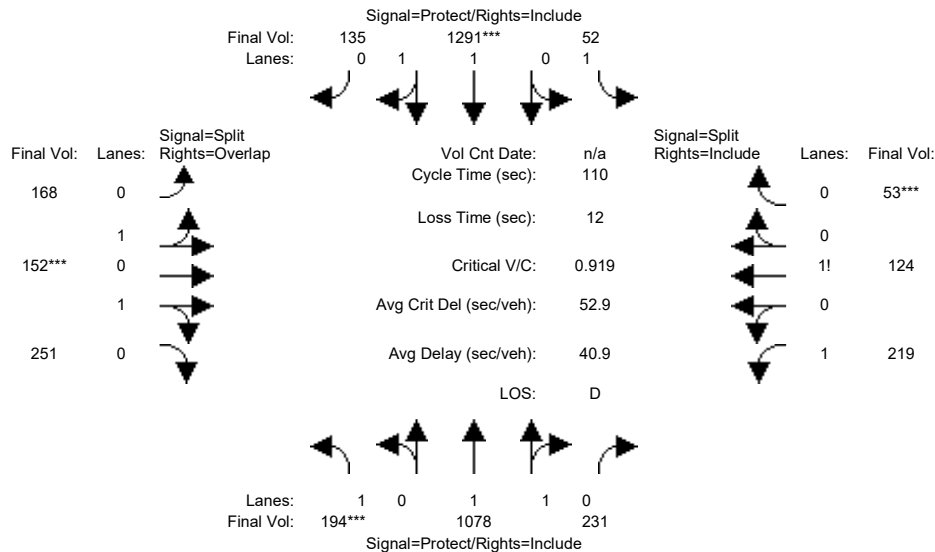 Signal=Protect/Rights=Include
Final Vol: 135 1291*** 52
Lanes: 0 1 1 0 1
Signal=Split Signal=Split
Final Vol: Lanes: Rights=Overlap Vol Cnt Date: n/a Rights=Include Lanes: Final Vol:
Cycle Time (sec): 110
168 0 0 53***
Loss Time (sec): 12
1 0
152*** 0 Critical V/C: 0.919 1! 124
1 Avg Crit Del (sec/veh): 52.9 0
251 0 Avg Delay (sec/veh): 40.9 1 219
LOS: D
Lanes: 1 0 1 1 0
Final Vol: 194*** 1078 231
Signal=Protect/Rights=Include